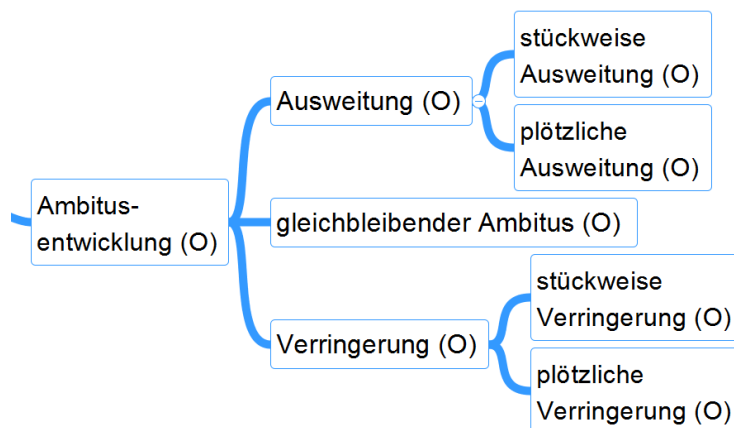 stückweise
Ausweitung (O)
Ausweitung (O)
plötzliche
Ausweitung (O)
Ambitus-
entwicklung (O)
gleichbleibender Ambitus (O)
stückweise
Verringerung (O)
Verringerung (O)
plötzliche
Verringerung (O)